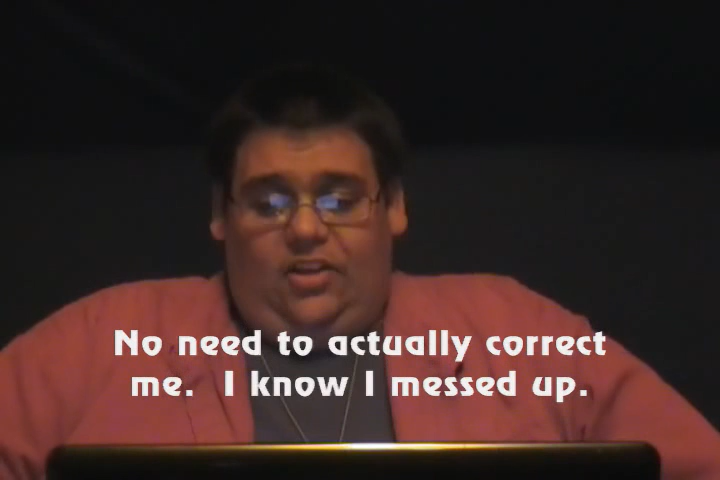 No need to actually correct
me.  I know I messed up.